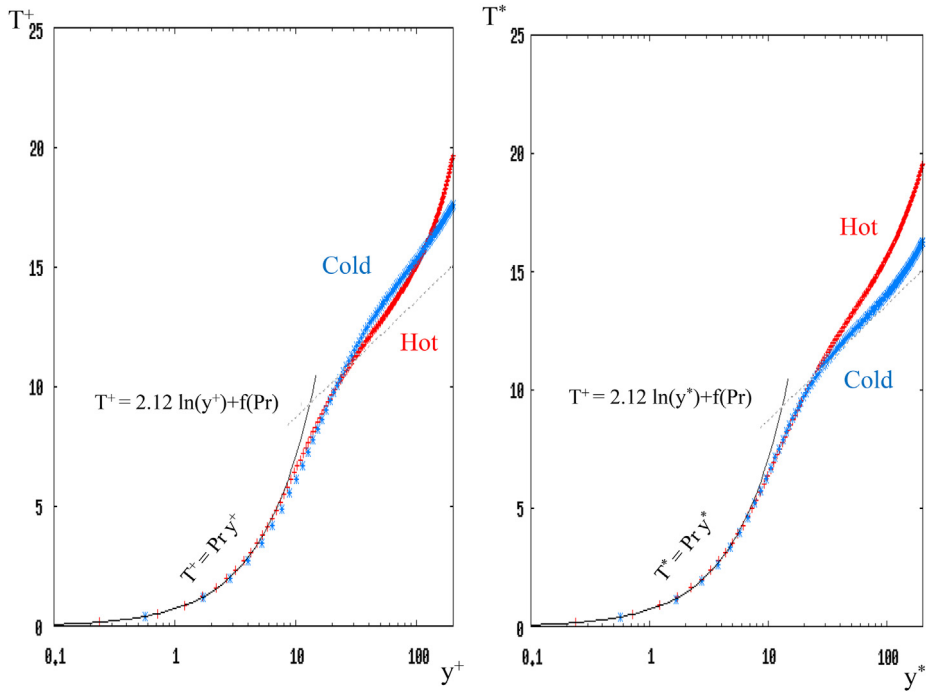 T+
25
20
15
10
5
0
Cold
Hot
T+ = 2.12 ln(y+)+f(Pr)
T+ = Pr y+
0.1
1
10
100
y+
T*
25
20
15
10
5
0
Hot
Cold
T+ = 2.12 ln(y*)+f(Pr)
T* = Pr y*
0.1
1
10
100
y*